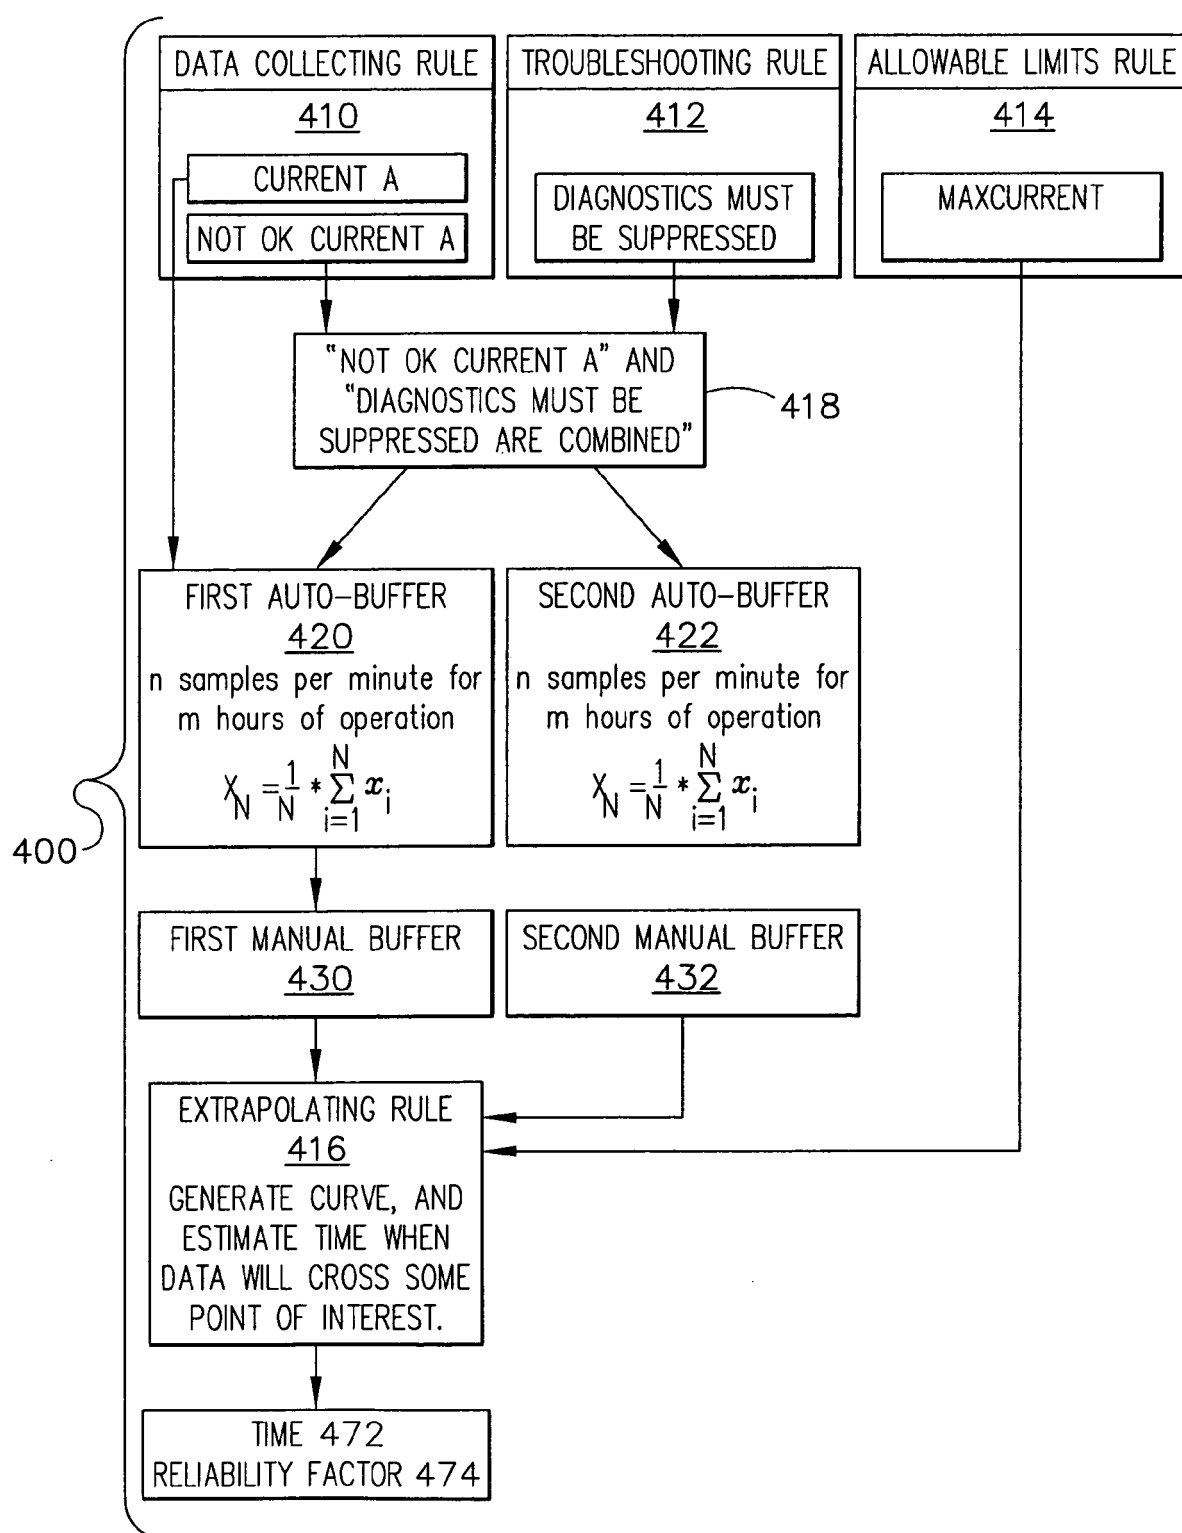 DATA COLLECTING RULE
410
CURRENT A
NOT OK CURRENT A
TROUBLESHOOTING RULE
412
DIAGNOSTICS MUST
BE SUPPRESSED
ALLOWABLE LIMITS RULE
414
MAXCURRENT
"NOT OK CURRENT A" AND
"DIAGNOSTICS MUST BE
SUPPRESSED ARE COMBINED"
418
FIRST AUTO-BUFFER
420
n samples per minute for
m hours of operation
X_N = 1/N * ∑_{i=1}^{N} x_i
SECOND AUTO-BUFFER
422
n samples per minute for
m hours of operation
X_N = 1/N * ∑_{i=1}^{N} x_i
400
FIRST MANUAL BUFFER
430
SECOND MANUAL BUFFER
432
EXTRAPOLATING RULE
416
GENERATE CURVE, AND
ESTIMATE TIME WHEN
DATA WILL CROSS SOME
POINT OF INTEREST.
TIME 472
RELIABILITY FACTOR 474